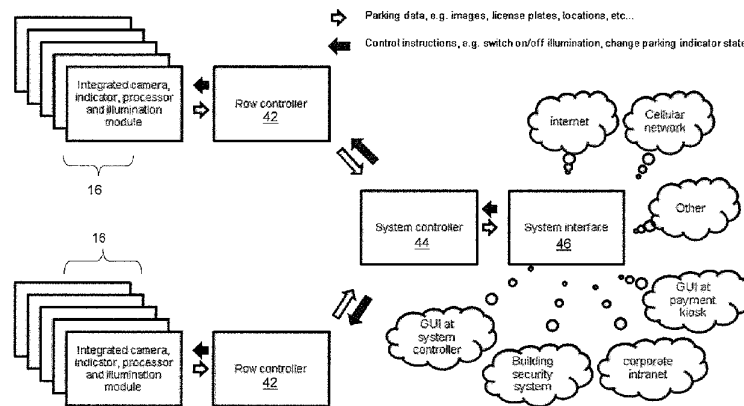 Parking data, e.g. images, license plates, locations, etc...
Control instructions, e.g. switch on/off illumination, change parking indicator state
Integrated camera,
indicator, processor
and illumination
module
Row controller
42
16
internet
Cellular
network
Other
System controller
44
System interface
46
GUI at
payment
kiosk
GUI at
system
controller
Building
security
system
corporate
intranet
16
Integrated camera,
indicator, processor
and illumination
module
Row controller
42